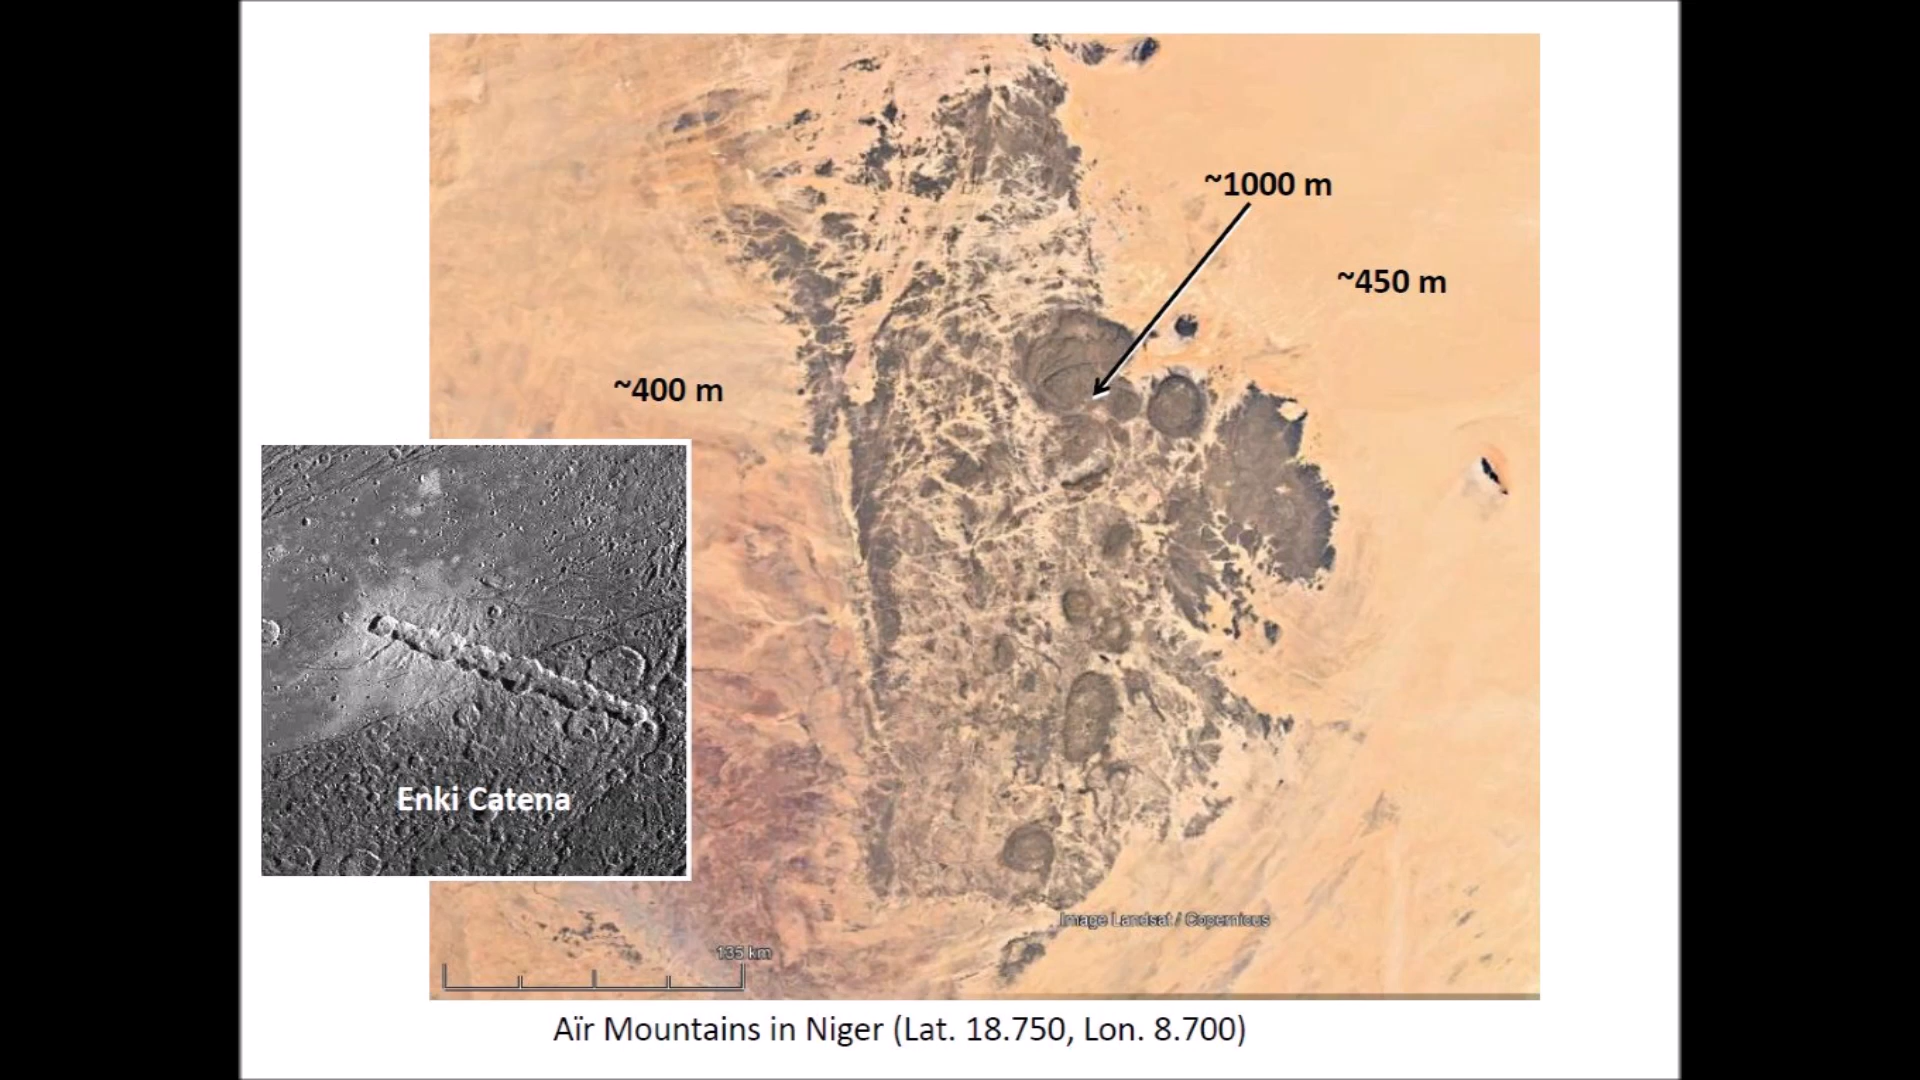 ~1000 m
~450 m
~400 m
Enki Catena
Image Landsat / Copernicus
135 km
Aïr Mountains in Niger (Lat. 18.750, Lon. 8.700)